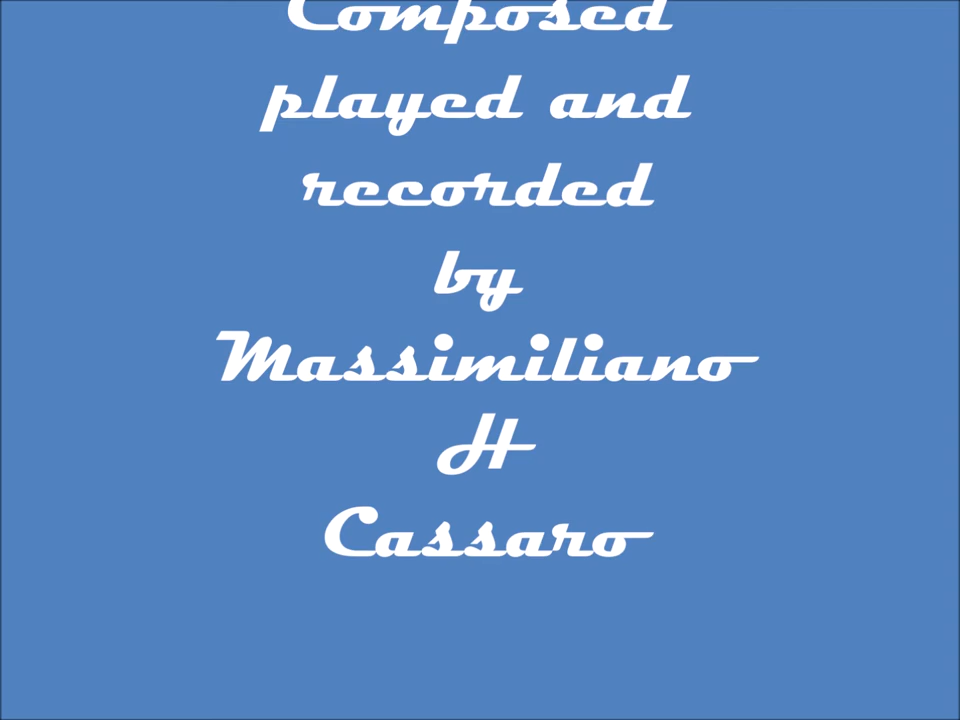 Composed
played and
recorded
by
Massimiliano
H
Cassaro